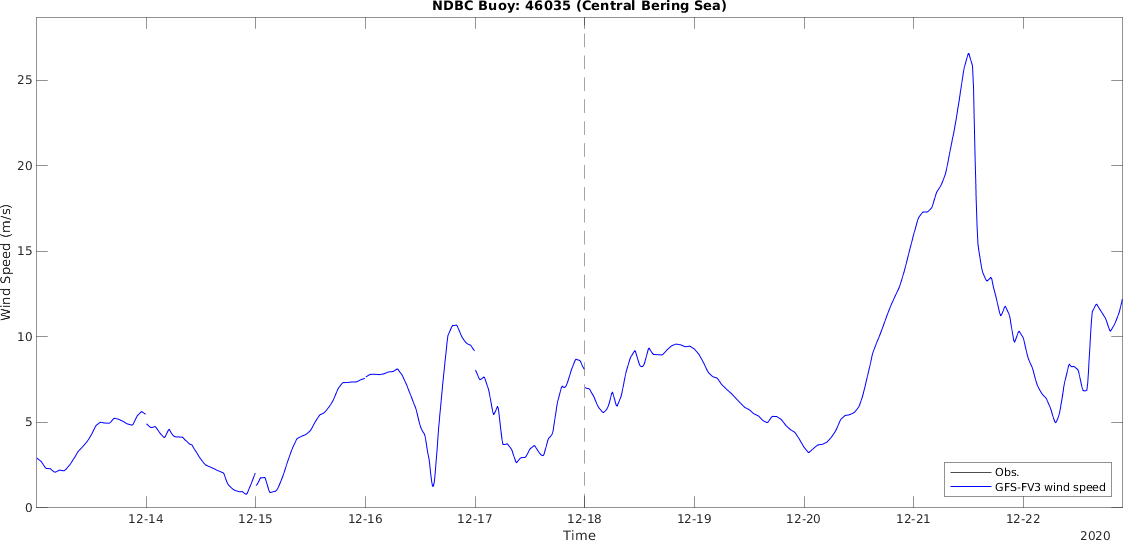 NDBC Buoy: 46035 (Central Bering Sea)
Wind Speed (m/s)
25
20
15
10
5
0
12-14 12-15 12-16 12-17 12-18 12-19 12-20 12-21 12-22
Time
2020
Obs.
GFS-FV3 wind speed